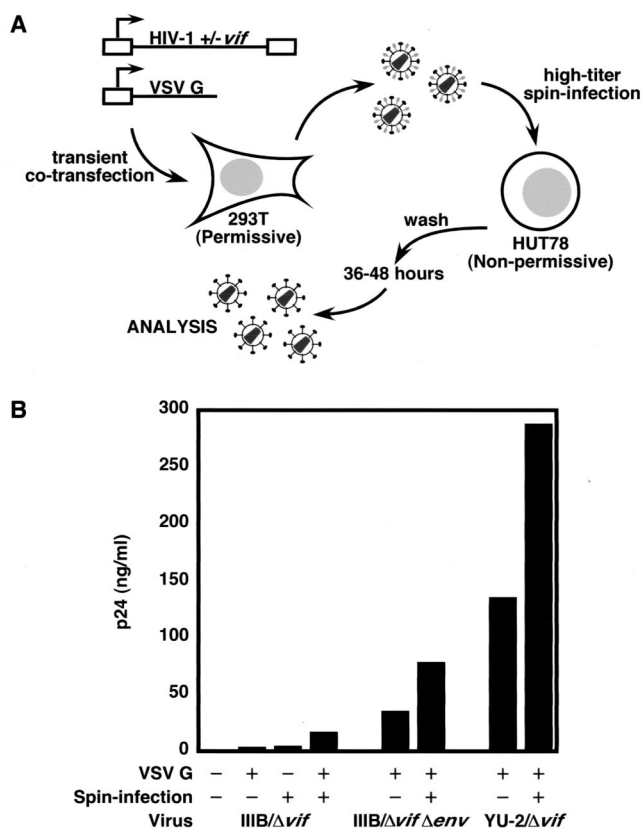 A
HIV-1 +/- vif
VSV G
transient
co-transfection
293T
(Permissive)
high-titer
spin-infection
HUT78
(Non-permissive)
wash
36-48 hours
ANALYSIS
B
p24 (ng/ml)
300
250
200
150
100
50
0
VSV G − + − + + + + +
Spin-infection − − + + − + − +
Virus IIIB/Δvif IIIB/Δvif Δenv YU-2/Δvif